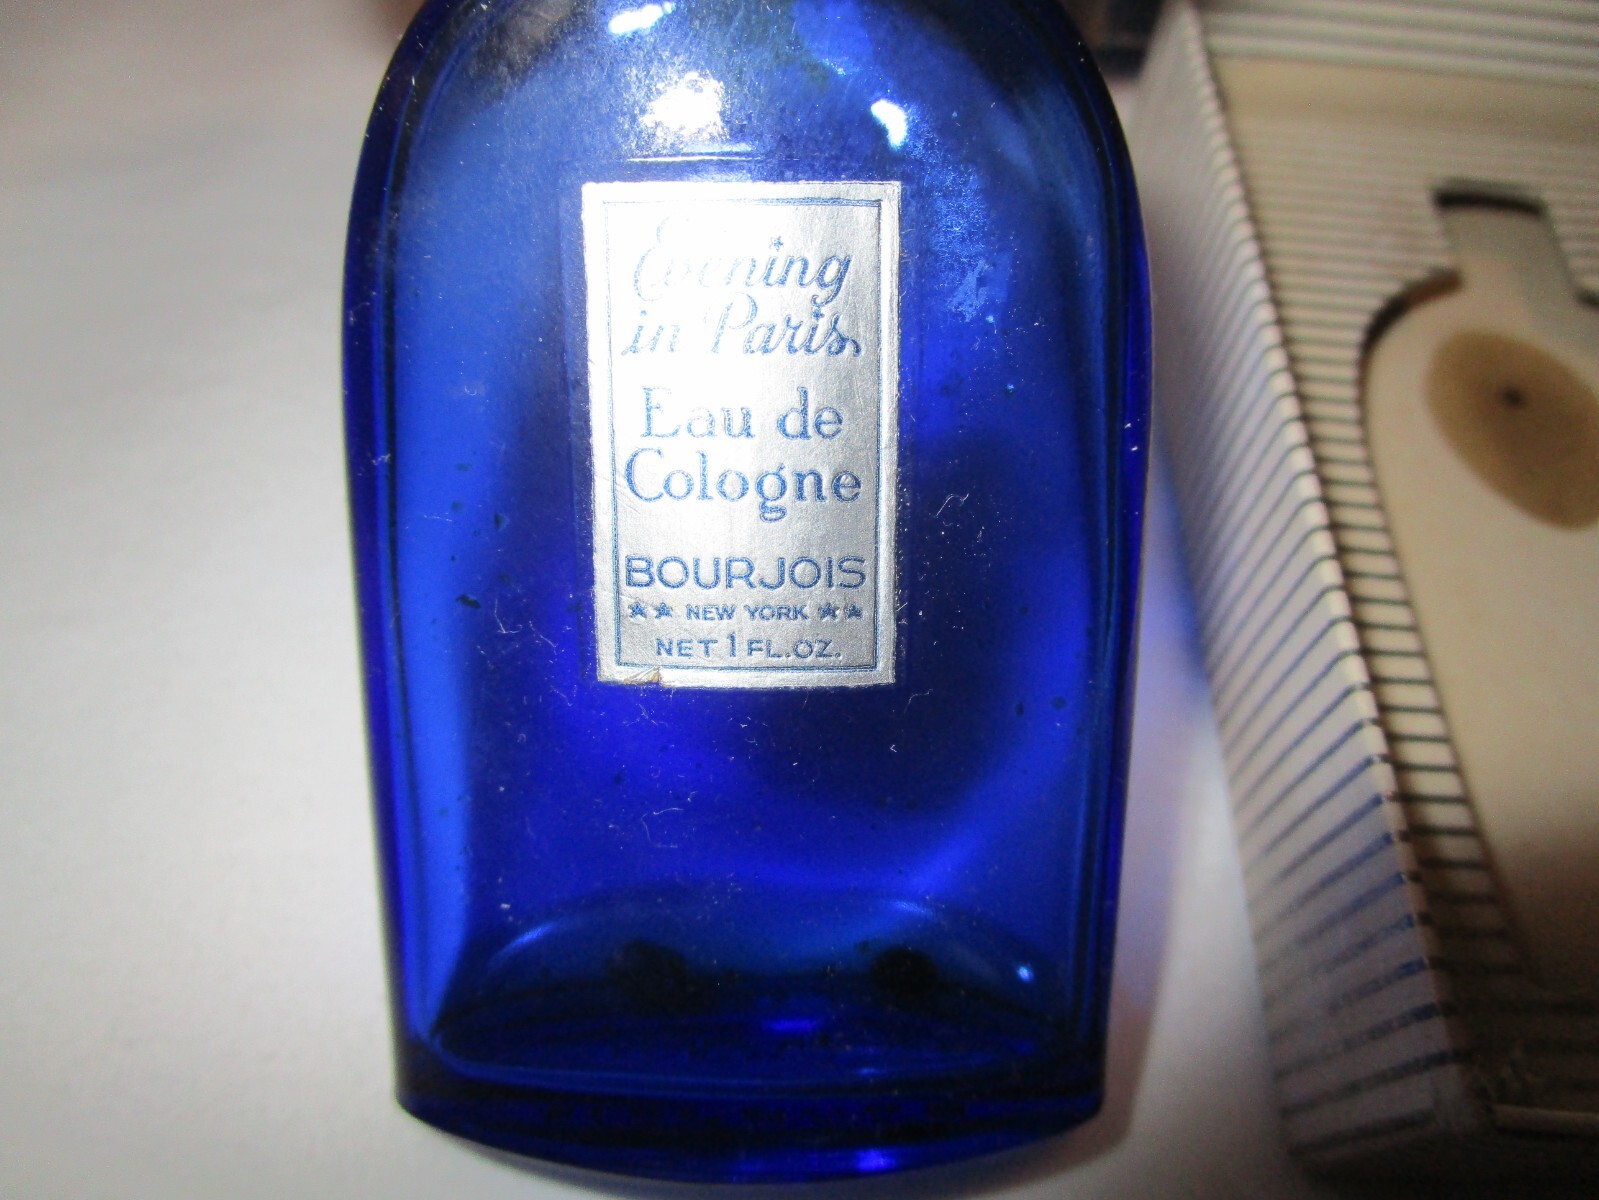 Evening
in Paris
Eau de
Cologne
BOURJOIS
★★ NEW YORK ★★
NET 1 FL.OZ.